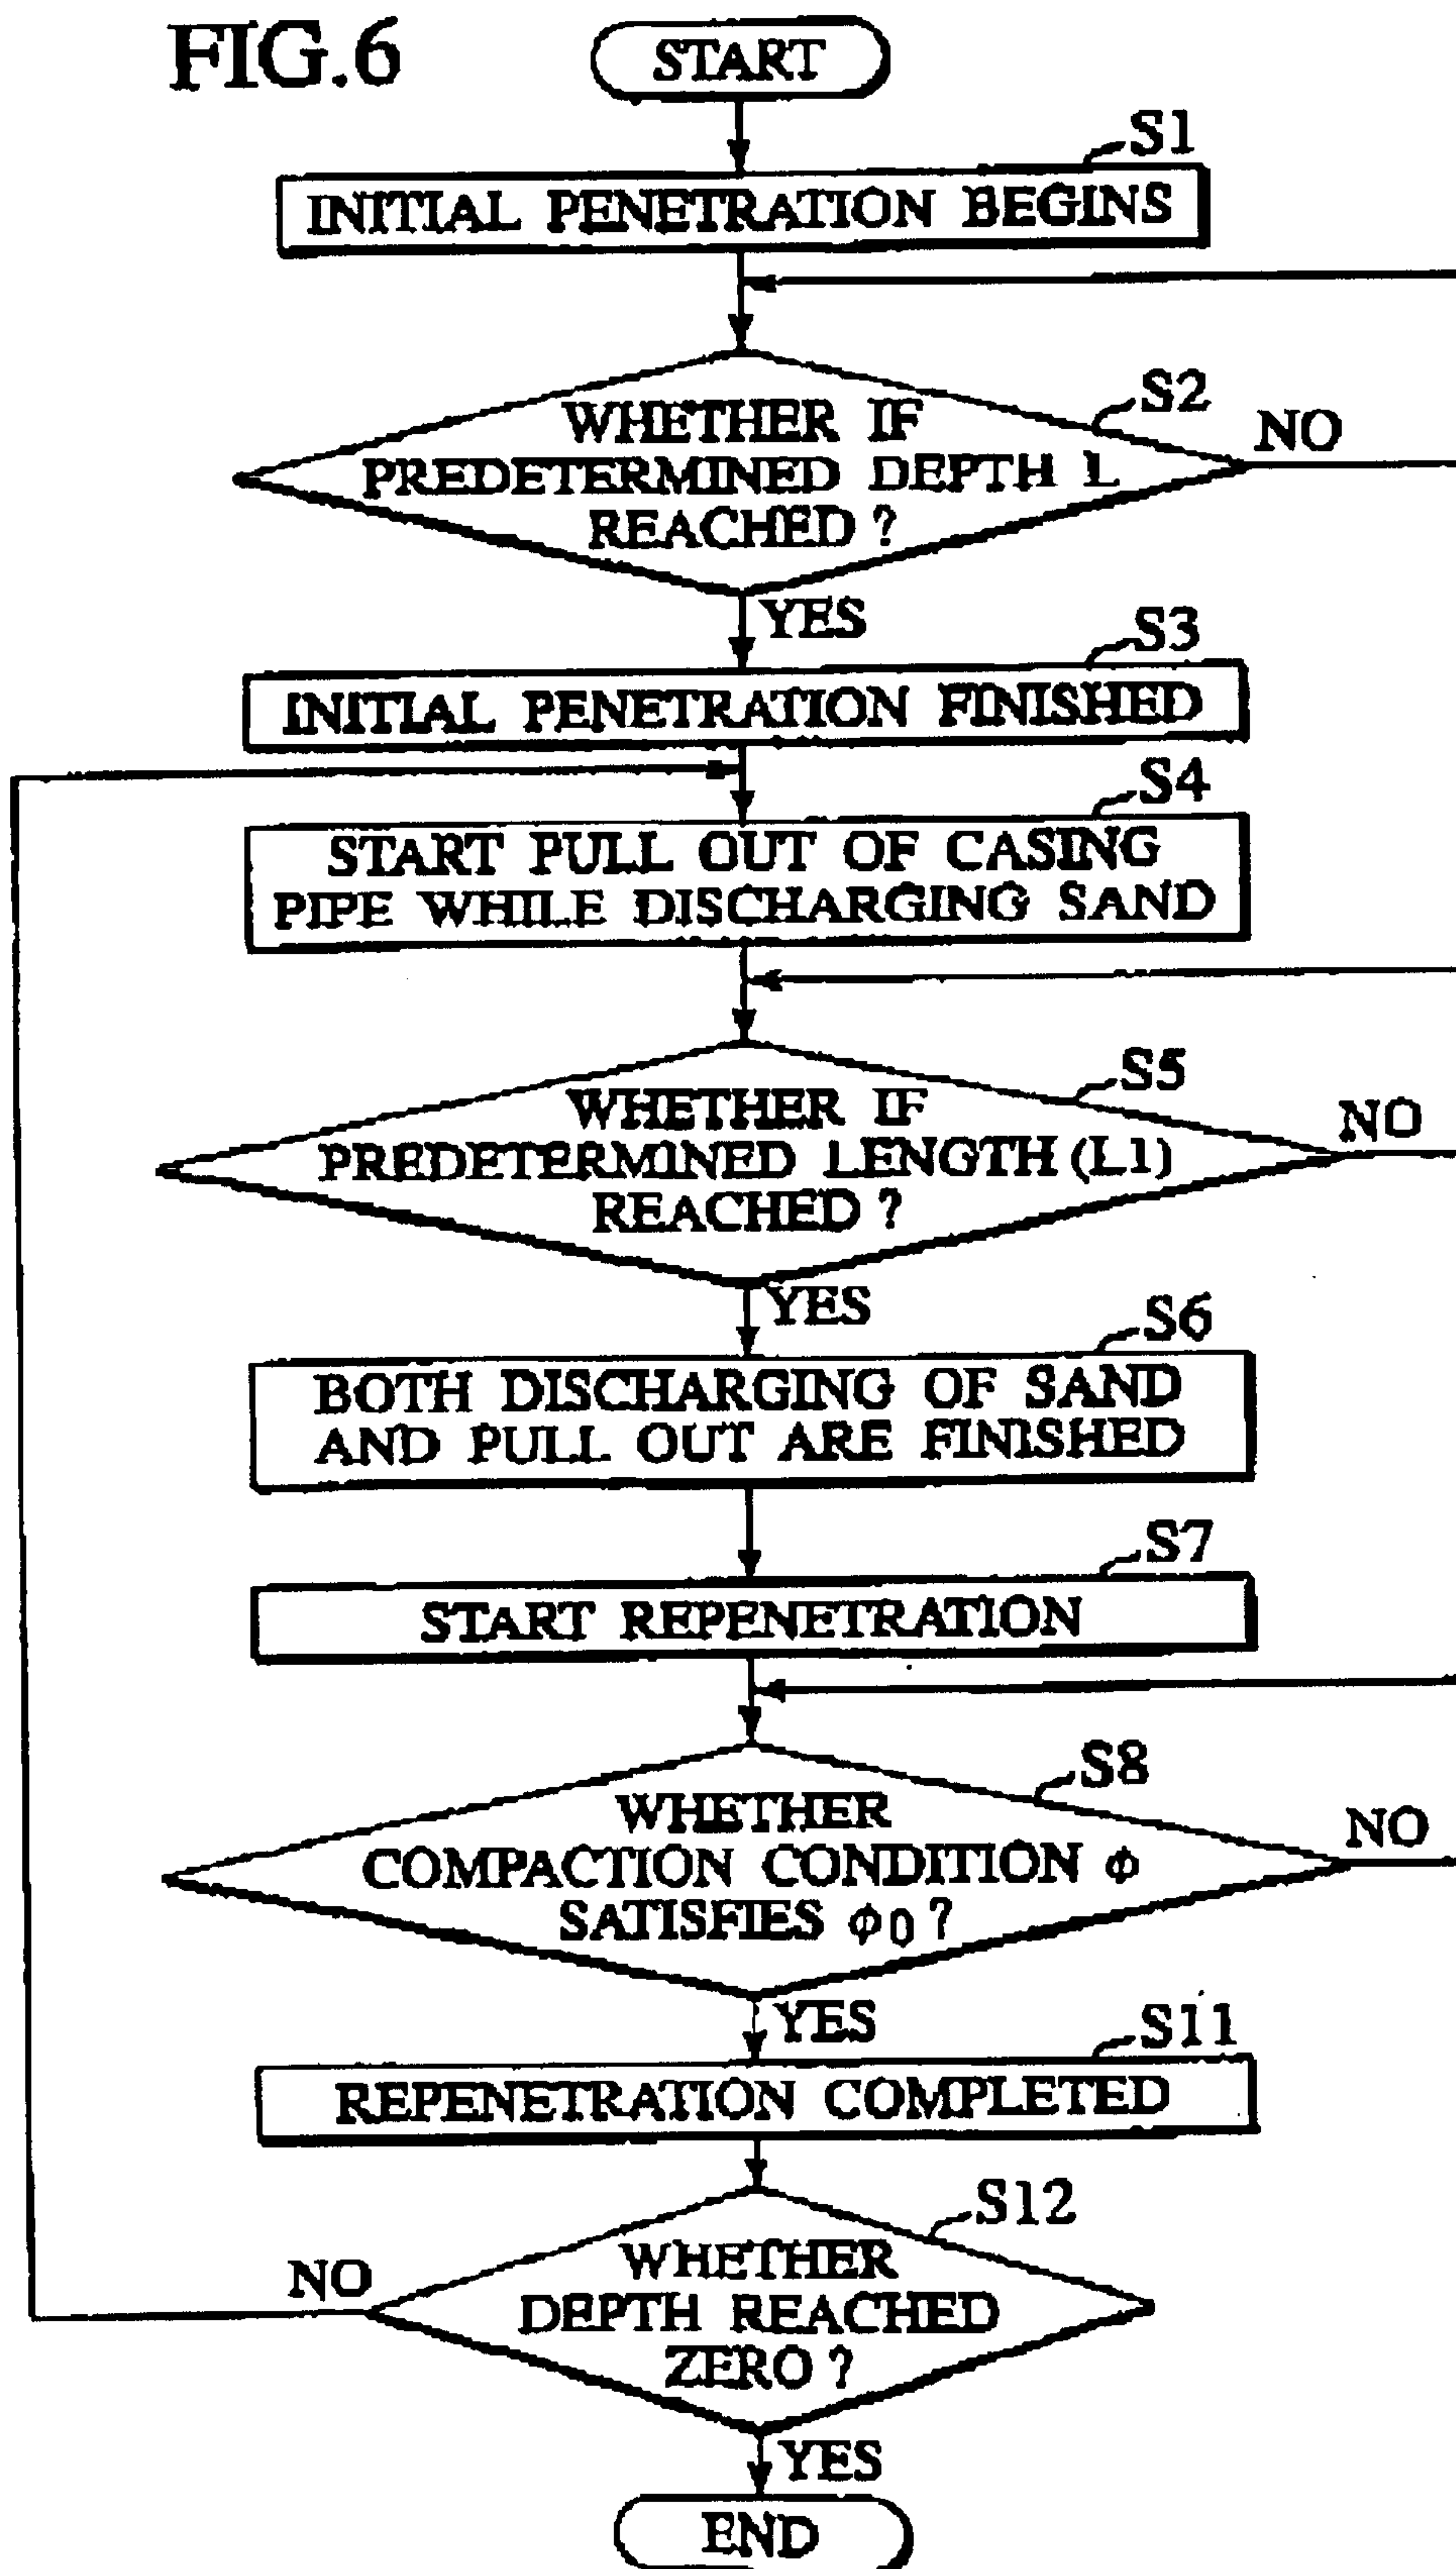 FIG.6
START
S1
INITIAL PENETRATION BEGINS
S2
WHETHER IF
PREDETERMINED DEPTH L
REACHED ?
NO
YES
S3
INITIAL PENETRATION FINISHED
S4
START PULL OUT OF CASING
PIPE WHILE DISCHARGING SAND
S5
WHETHER IF
PREDETERMINED LENGTH (L1)
REACHED ?
NO
YES
S6
BOTH DISCHARGING OF SAND
AND PULL OUT ARE FINISHED
S7
START REPENETRATION
S8
WHETHER
COMPACTION CONDITION ϕ
SATISFIES ϕ0 ?
NO
YES
S11
REPENETRATION COMPLETED
S12
WHETHER
DEPTH REACHED
ZERO ?
NO
YES
END